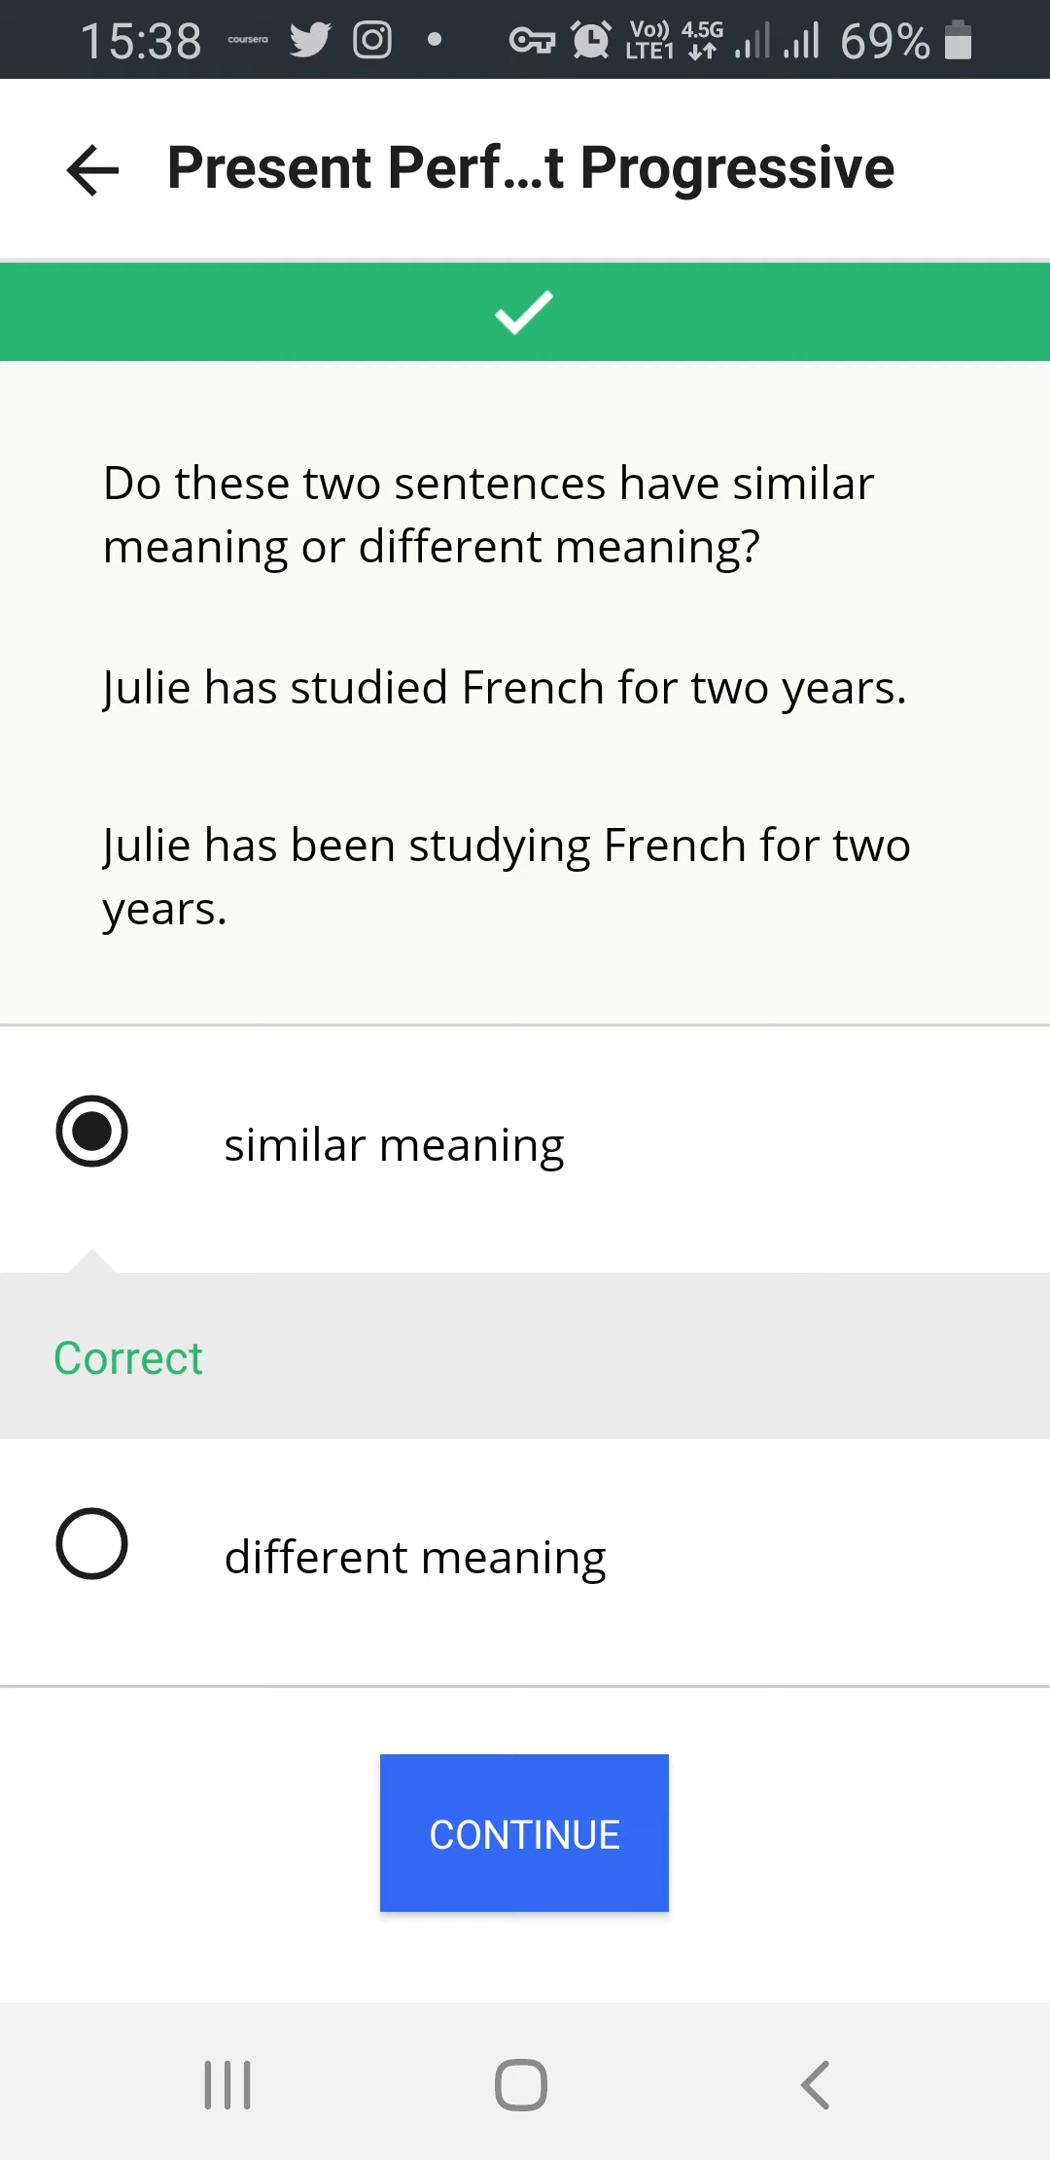 15:38 coursera Vo)) LTE1 4.5G 69%
Present Perf...t Progressive
Do these two sentences have similar
meaning or different meaning?
Julie has studied French for two years.
Julie has been studying French for two
years.
similar meaning
Correct
different meaning
CONTINUE